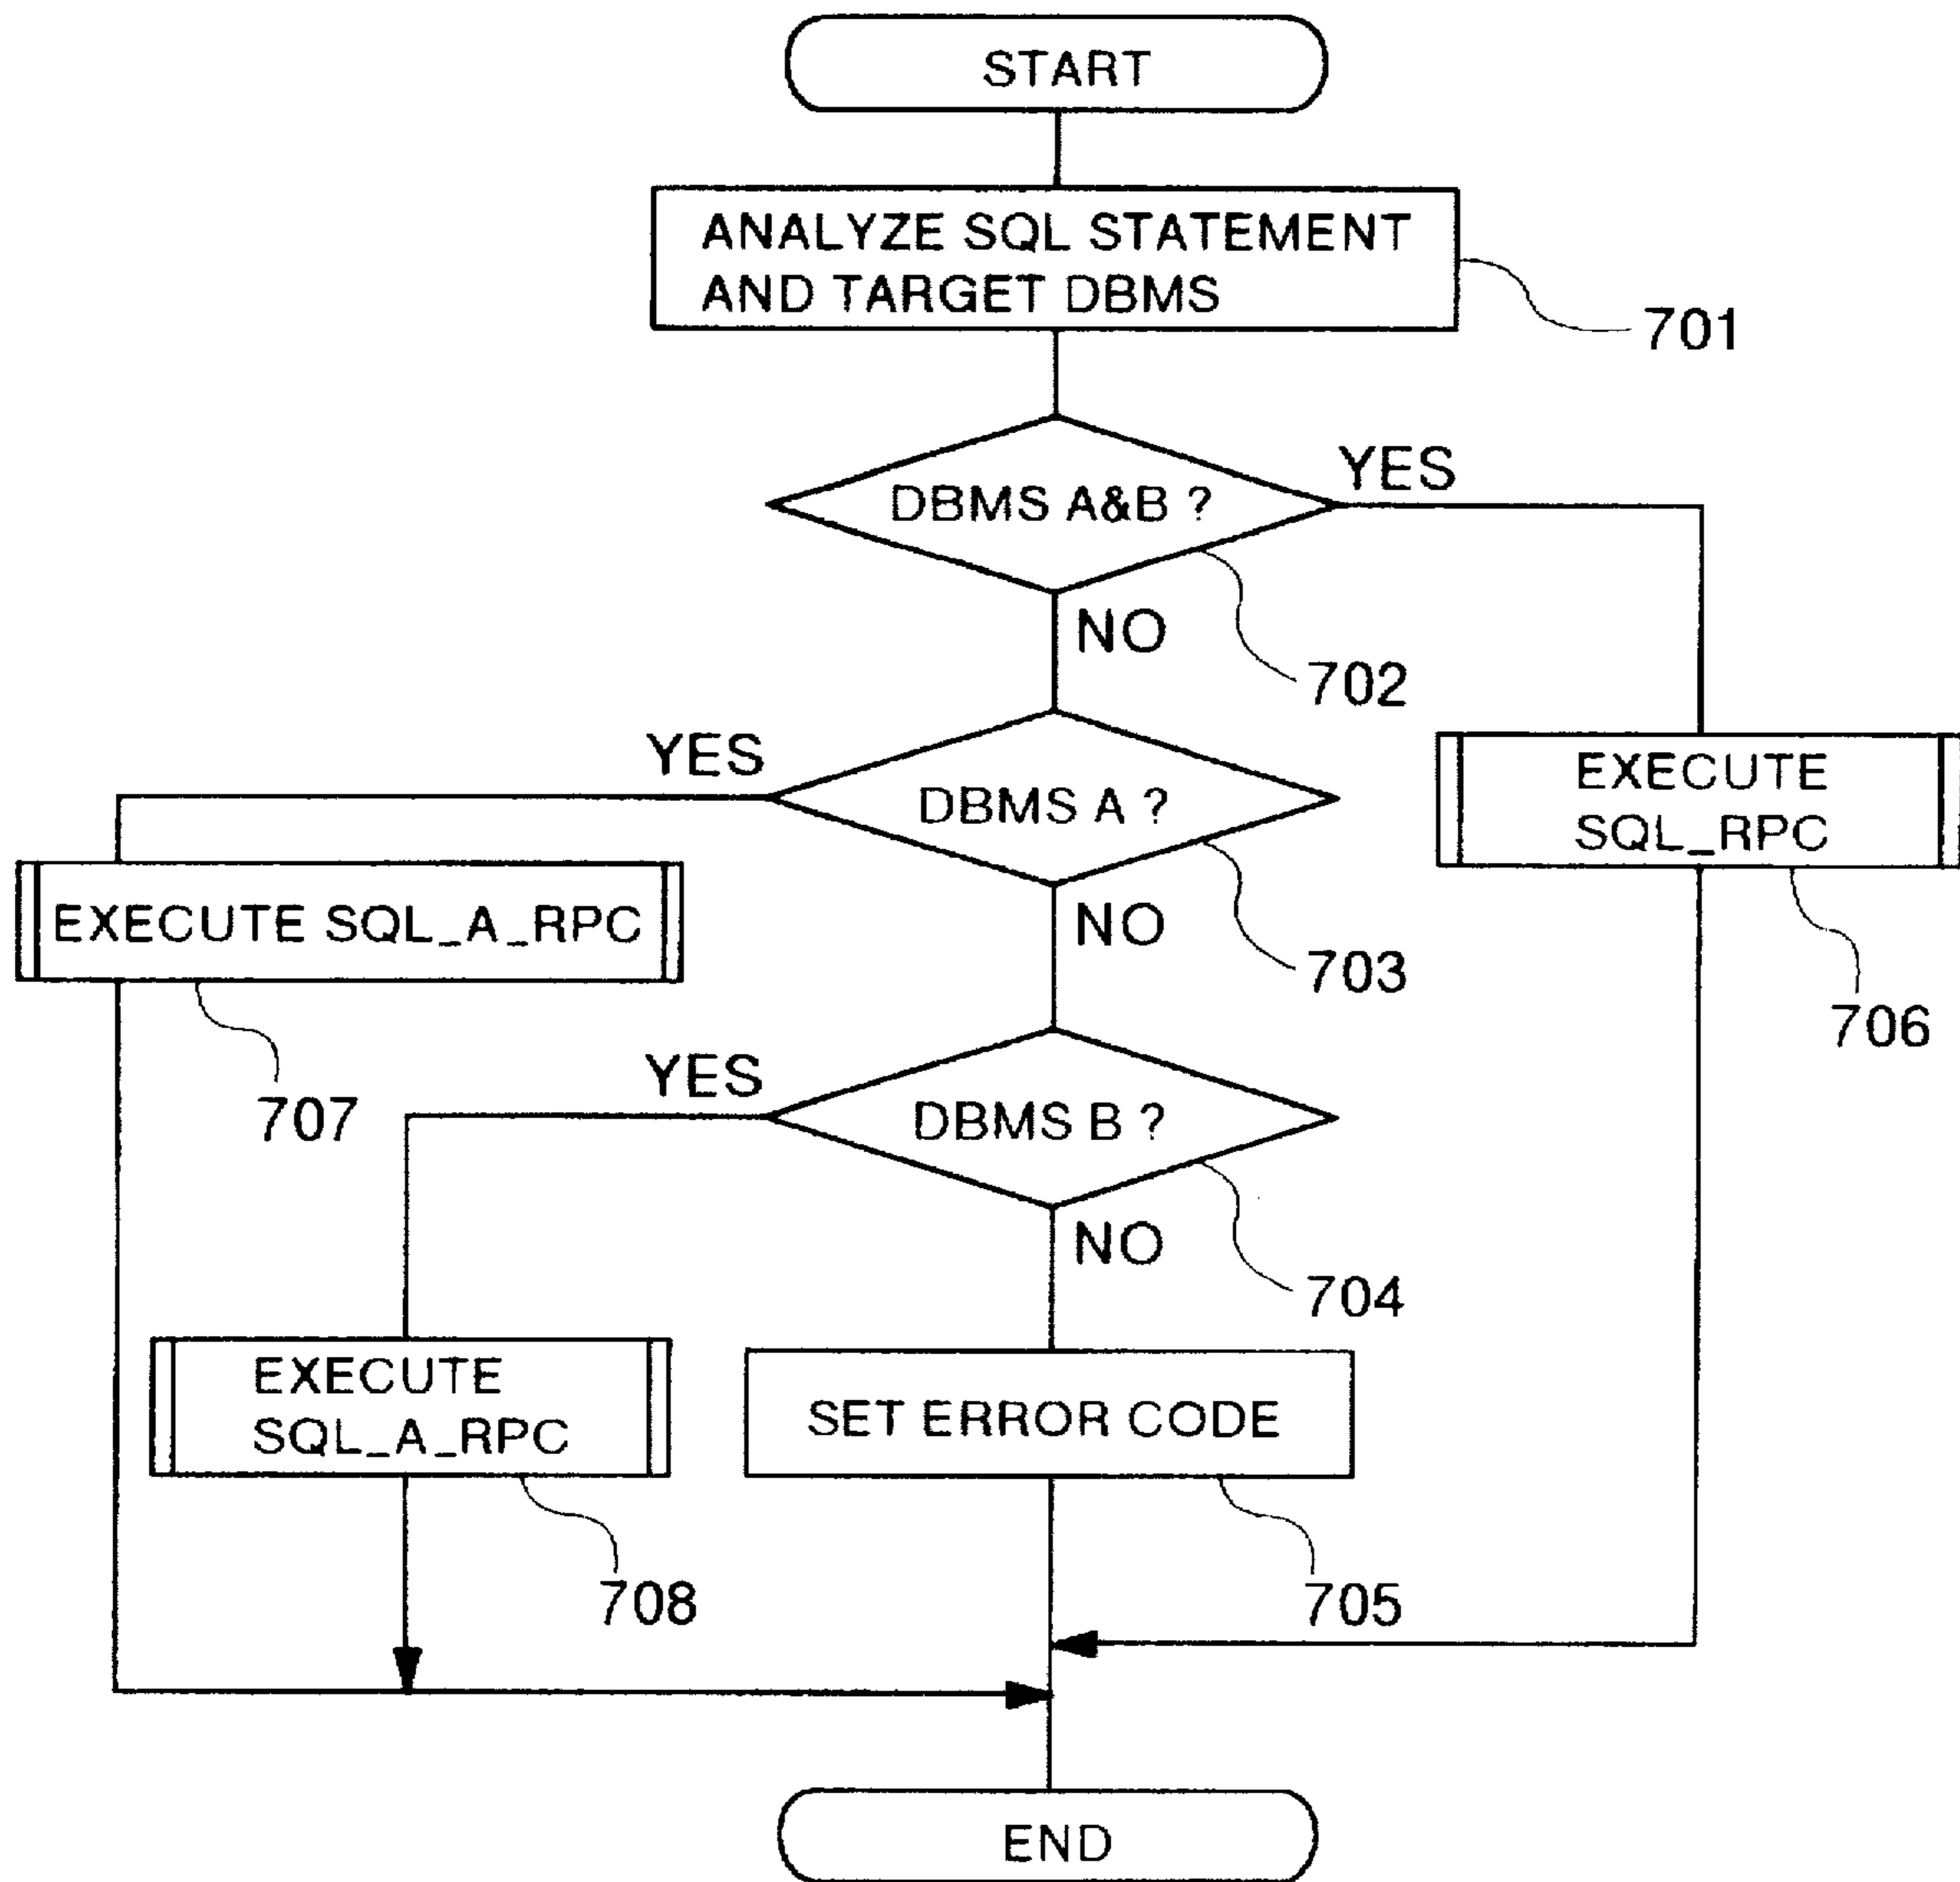 START
ANALYZE SQL STATEMENT
AND TARGET DBMS
701
DBMS A&B ?
YES
NO
702
DBMS A ?
YES
NO
703
EXECUTE
SQL_RPC
706
EXECUTE SQL_A_RPC
707
DBMS B ?
YES
NO
704
EXECUTE
SQL_A_RPC
708
SET ERROR CODE
705
END